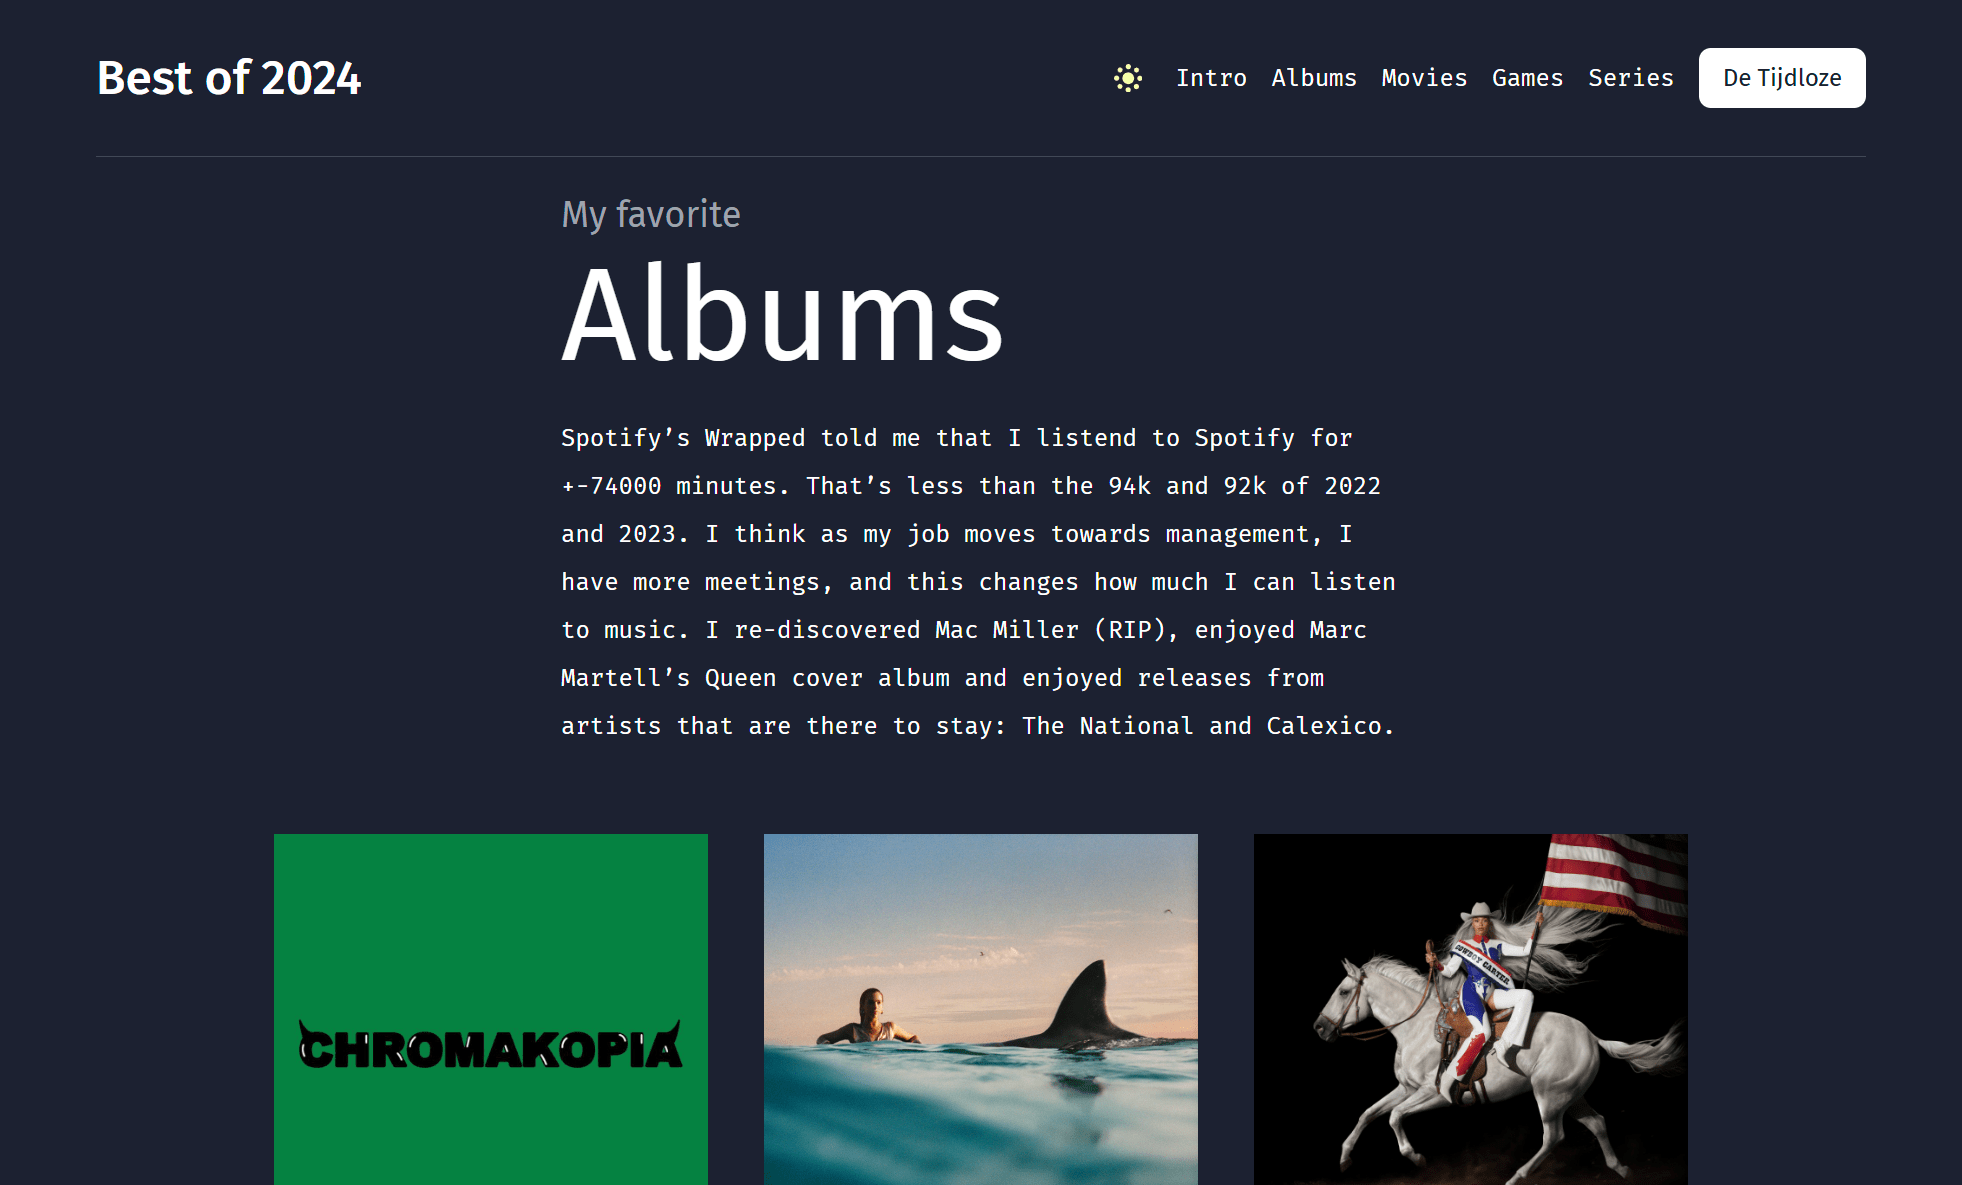 Best of 2024
Intro Albums Movies Games Series De Tijdloze
My favorite
Albums
Spotify’s Wrapped told me that I listend to Spotify for
+-74000 minutes. That’s less than the 94k and 92k of 2022
and 2023. I think as my job moves towards management, I
have more meetings, and this changes how much I can listen
to music. I re-discovered Mac Miller (RIP), enjoyed Marc
Martell’s Queen cover album and enjoyed releases from
artists that are there to stay: The National and Calexico.
CHROMAKOPIA
COWBOY CARTER